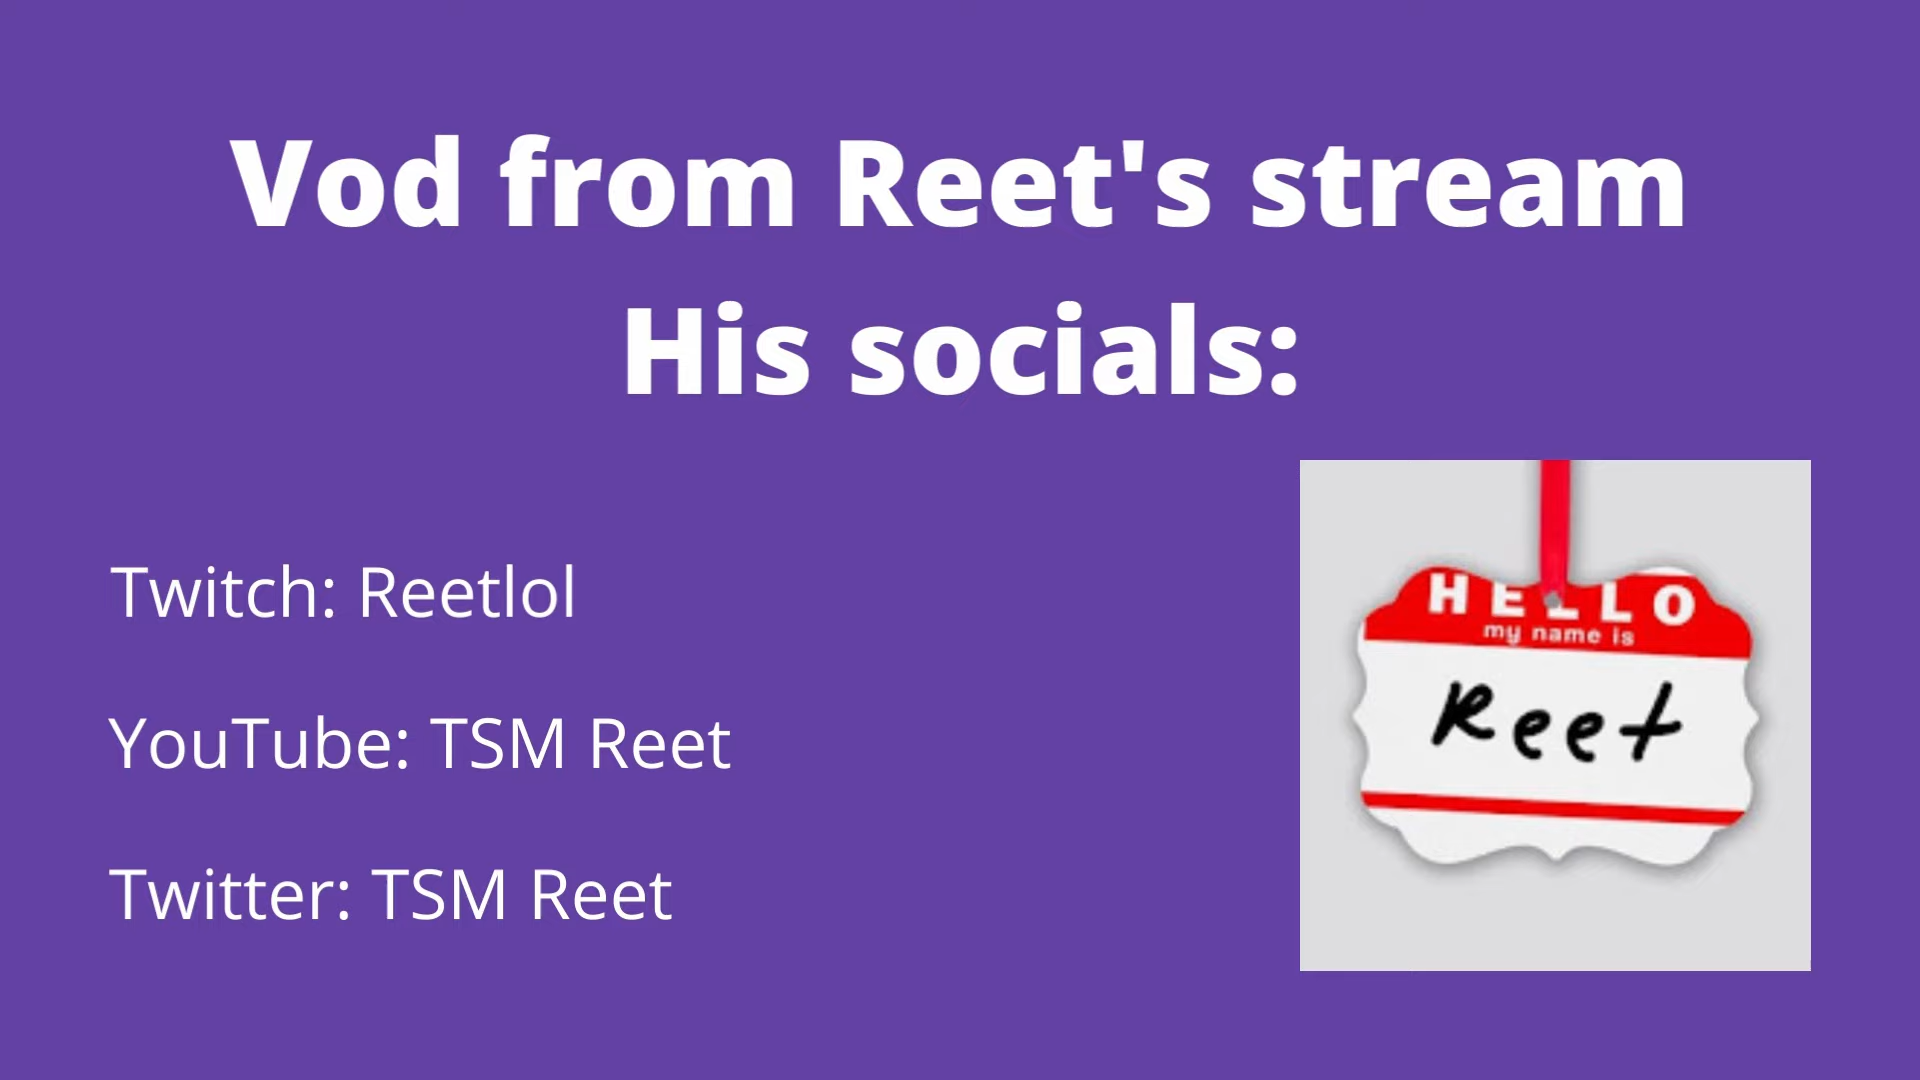 Vod from Reet's stream
His socials:
Twitch: Reetlol
YouTube: TSM Reet
Twitter: TSM Reet
HELLO
my name is
Reet